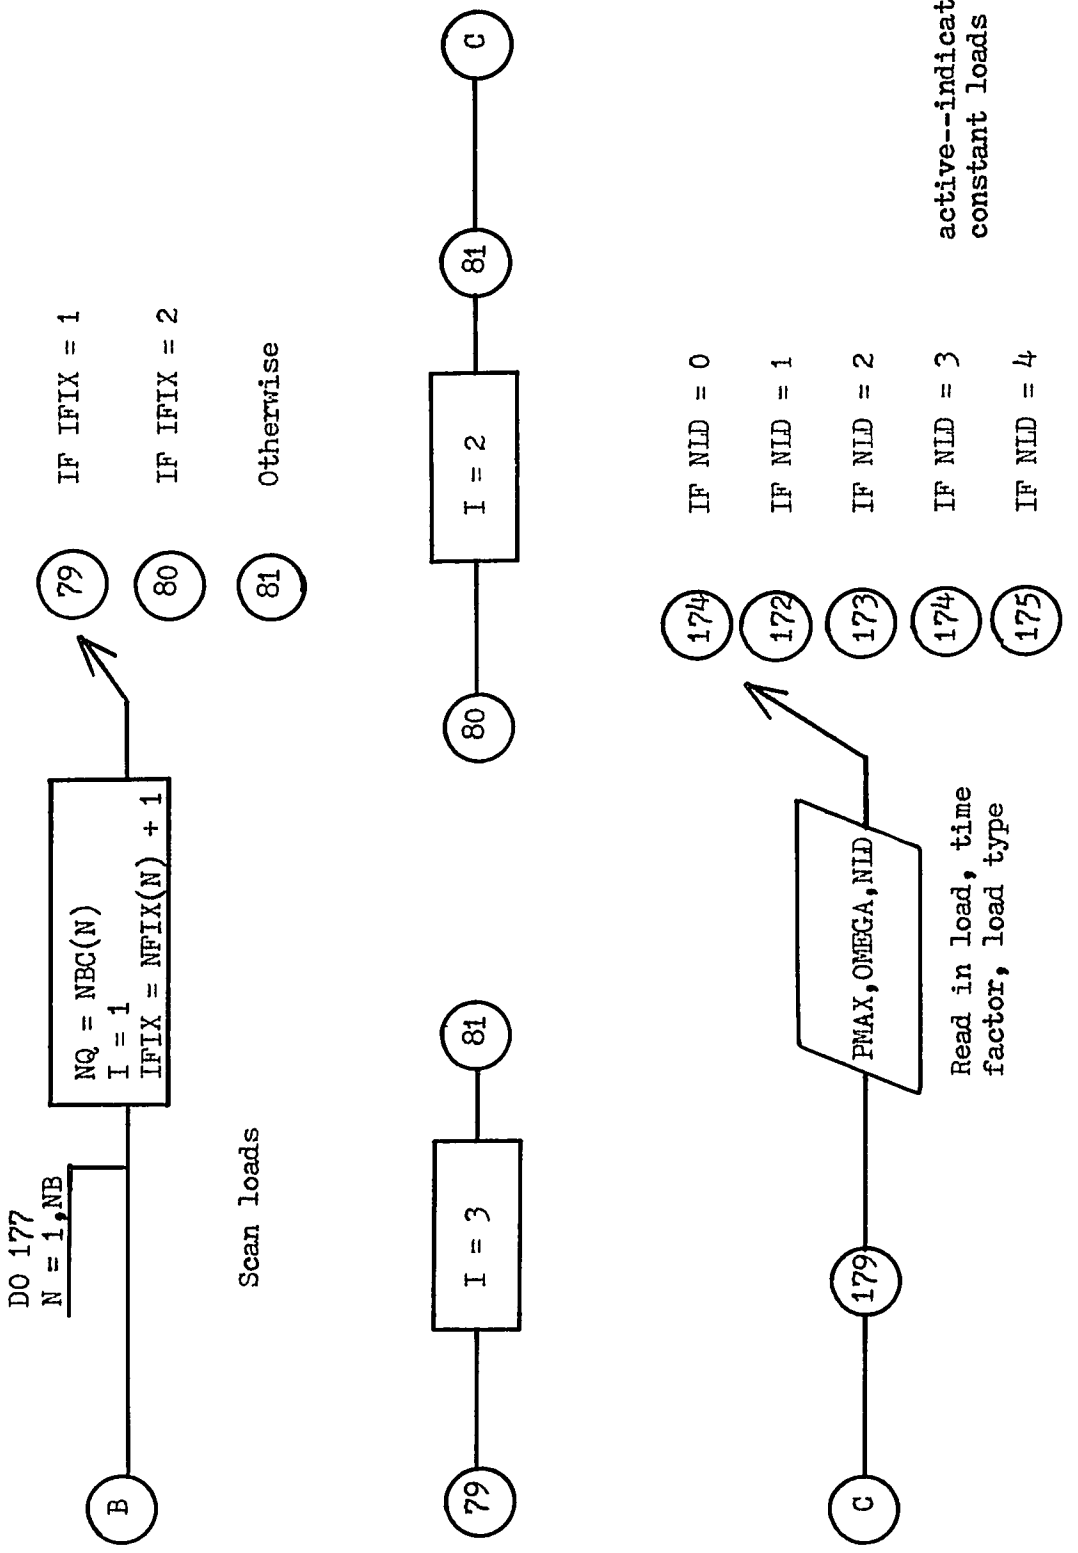 DO 177
N = 1,NB
B
NQ = NBC(N)
I = 1
IFIX = NFIX(N) + 1
79 IF IFIX = 1
80 IF IFIX = 2
81 Otherwise
Scan loads
79
I = 3
81
80
I = 2
81
C
C
179
PMAX,OMEGA,NLD
Read in load, time
factor, load type
174 IF NLD = 0
172 IF NLD = 1
173 IF NLD = 2
174 IF NLD = 3
175 IF NLD = 4
constant loads